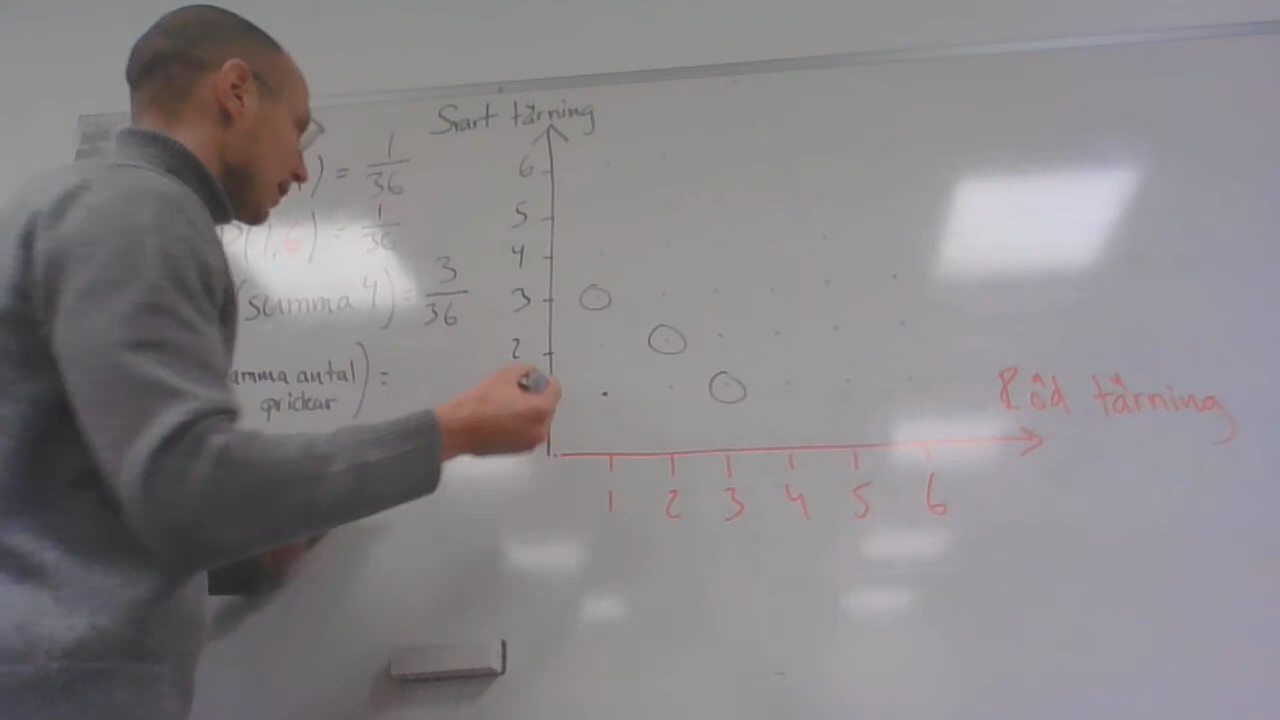 Svart tärning
) = 1/36
P(1,6) = 1/36
(summa 4) = 3/36
amma antal
prickar) =
6
5
4
3
2
Röd tärning
1 2 3 4 5 6